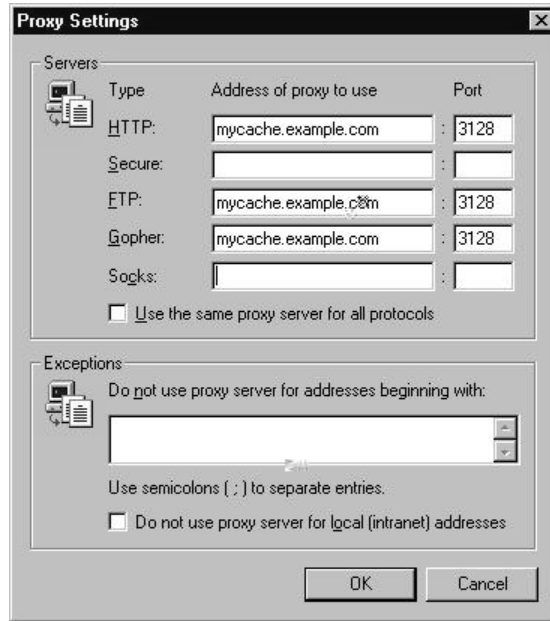 Proxy Settings
Servers
Type Address of proxy to use Port
HTTP: mycache.example.com : 3128
Secure: :
FTP: mycache.example.com : 3128
Gopher: mycache.example.com : 3128
Socks: :
Use the same proxy server for all protocols
Exceptions
Do not use proxy server for addresses beginning with:
Use semicolons ( ; ) to separate entries.
Do not use proxy server for local (intranet) addresses
OK Cancel